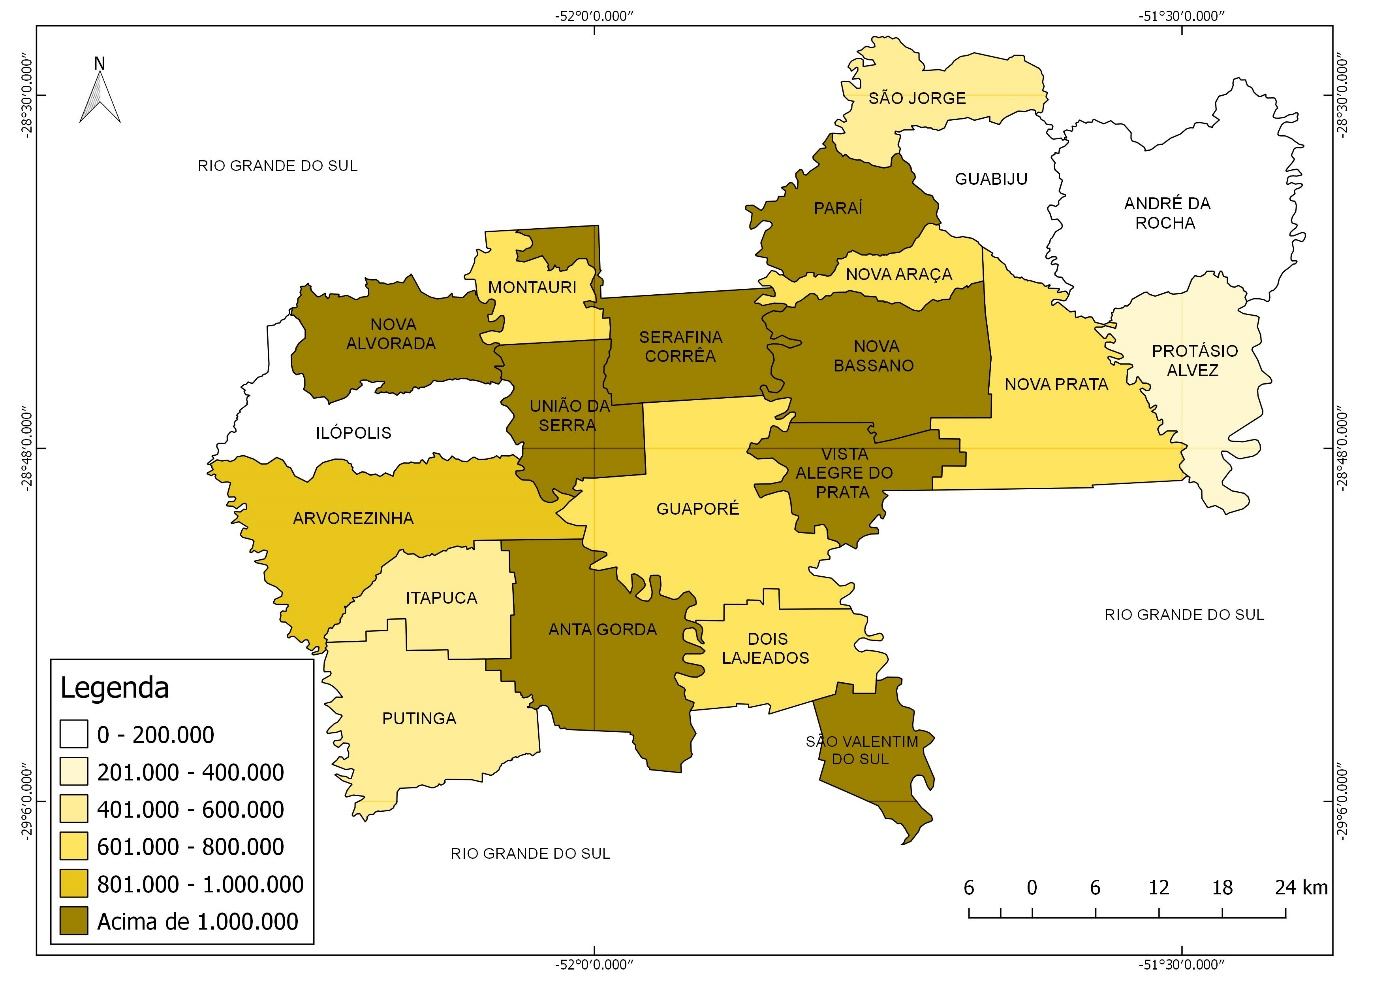 -52°0'0.000"
-51°30'0.000"
-28°30'0.000"
-28°30'0.000"
N
SÃO JORGE
RIO GRANDE DO SUL
GUABIJU
ANDRÉ DA
ROCHA
PARAÍ
NOVA ARAÇA
MONTAURI
NOVA
ALVORADA
SERAFINA
CORRÊA
NOVA
BASSANO
PROTÁSIO
ALVEZ
NOVA PRATA
UNIÃO DA
SERRA
ILÓPOLIS
-28°48'0.000"
-28°48'0.000"
VISTA
ALEGRE DO
PRATA
GUAPORÉ
ARVOREZINHA
ITAPUCA
RIO GRANDE DO SUL
ANTA GORDA
DOIS
LAJEADOS
PUTINGA
SÃO VALENTIM
DO SUL
Legenda
0 - 200.000
201.000 - 400.000
401.000 - 600.000
601.000 - 800.000
801.000 - 1.000.000
Acima de 1.000.000
-29°6'0.000"
-29°6'0.000"
RIO GRANDE DO SUL
6 0 6 12 18 24 km
-52°0'0.000"
-51°30'0.000"